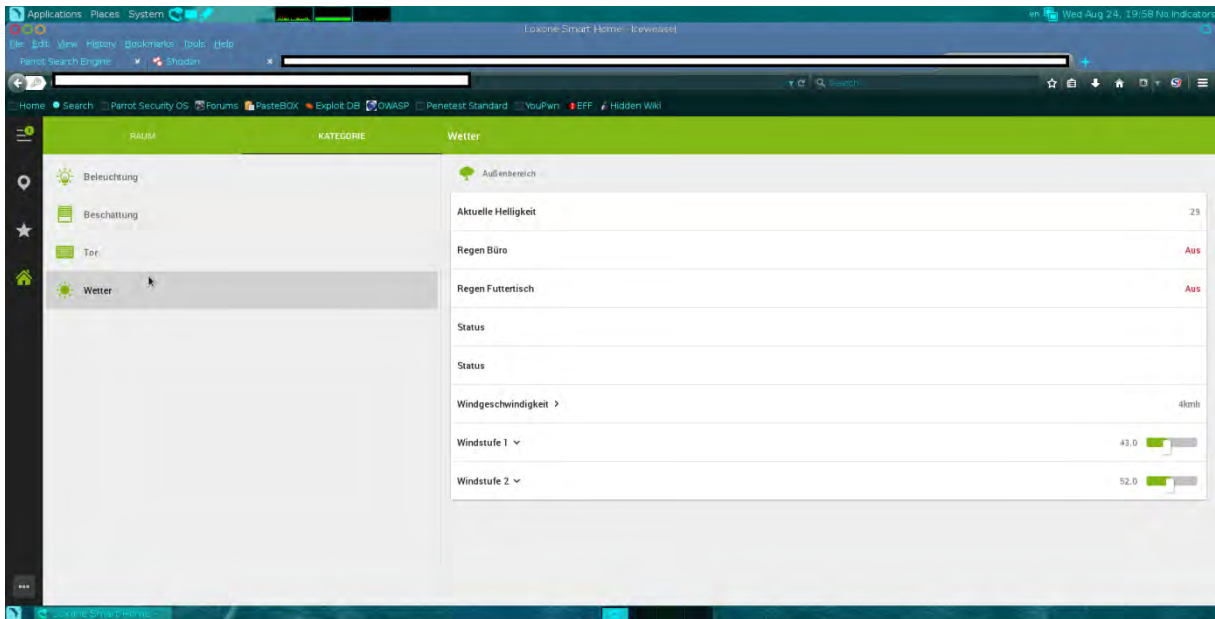 Applications Places System en Wed Aug 24, 19:58 No Indicators
Loxone Smart Home - Iceweasel
File Edit View History Bookmarks Tools Help
Parrot Search Engine Shodan
Search
Home Search Parrot Security OS Forums PasteBOX Exploit DB OWASP Penetest Standard YouPwn EFF Hidden Wiki
RAUM KATEGORIE Wetter
Beleuchtung
Beschattung
Tor
Wetter
Außenbereich
Aktuelle Helligkeit
Regen Büro Aus
Regen Futtertisch Aus
Status
Status
Windgeschwindigkeit > 4kmh
Windstufe 1 43.0
Windstufe 2 52.0
Loxone Smart Home -